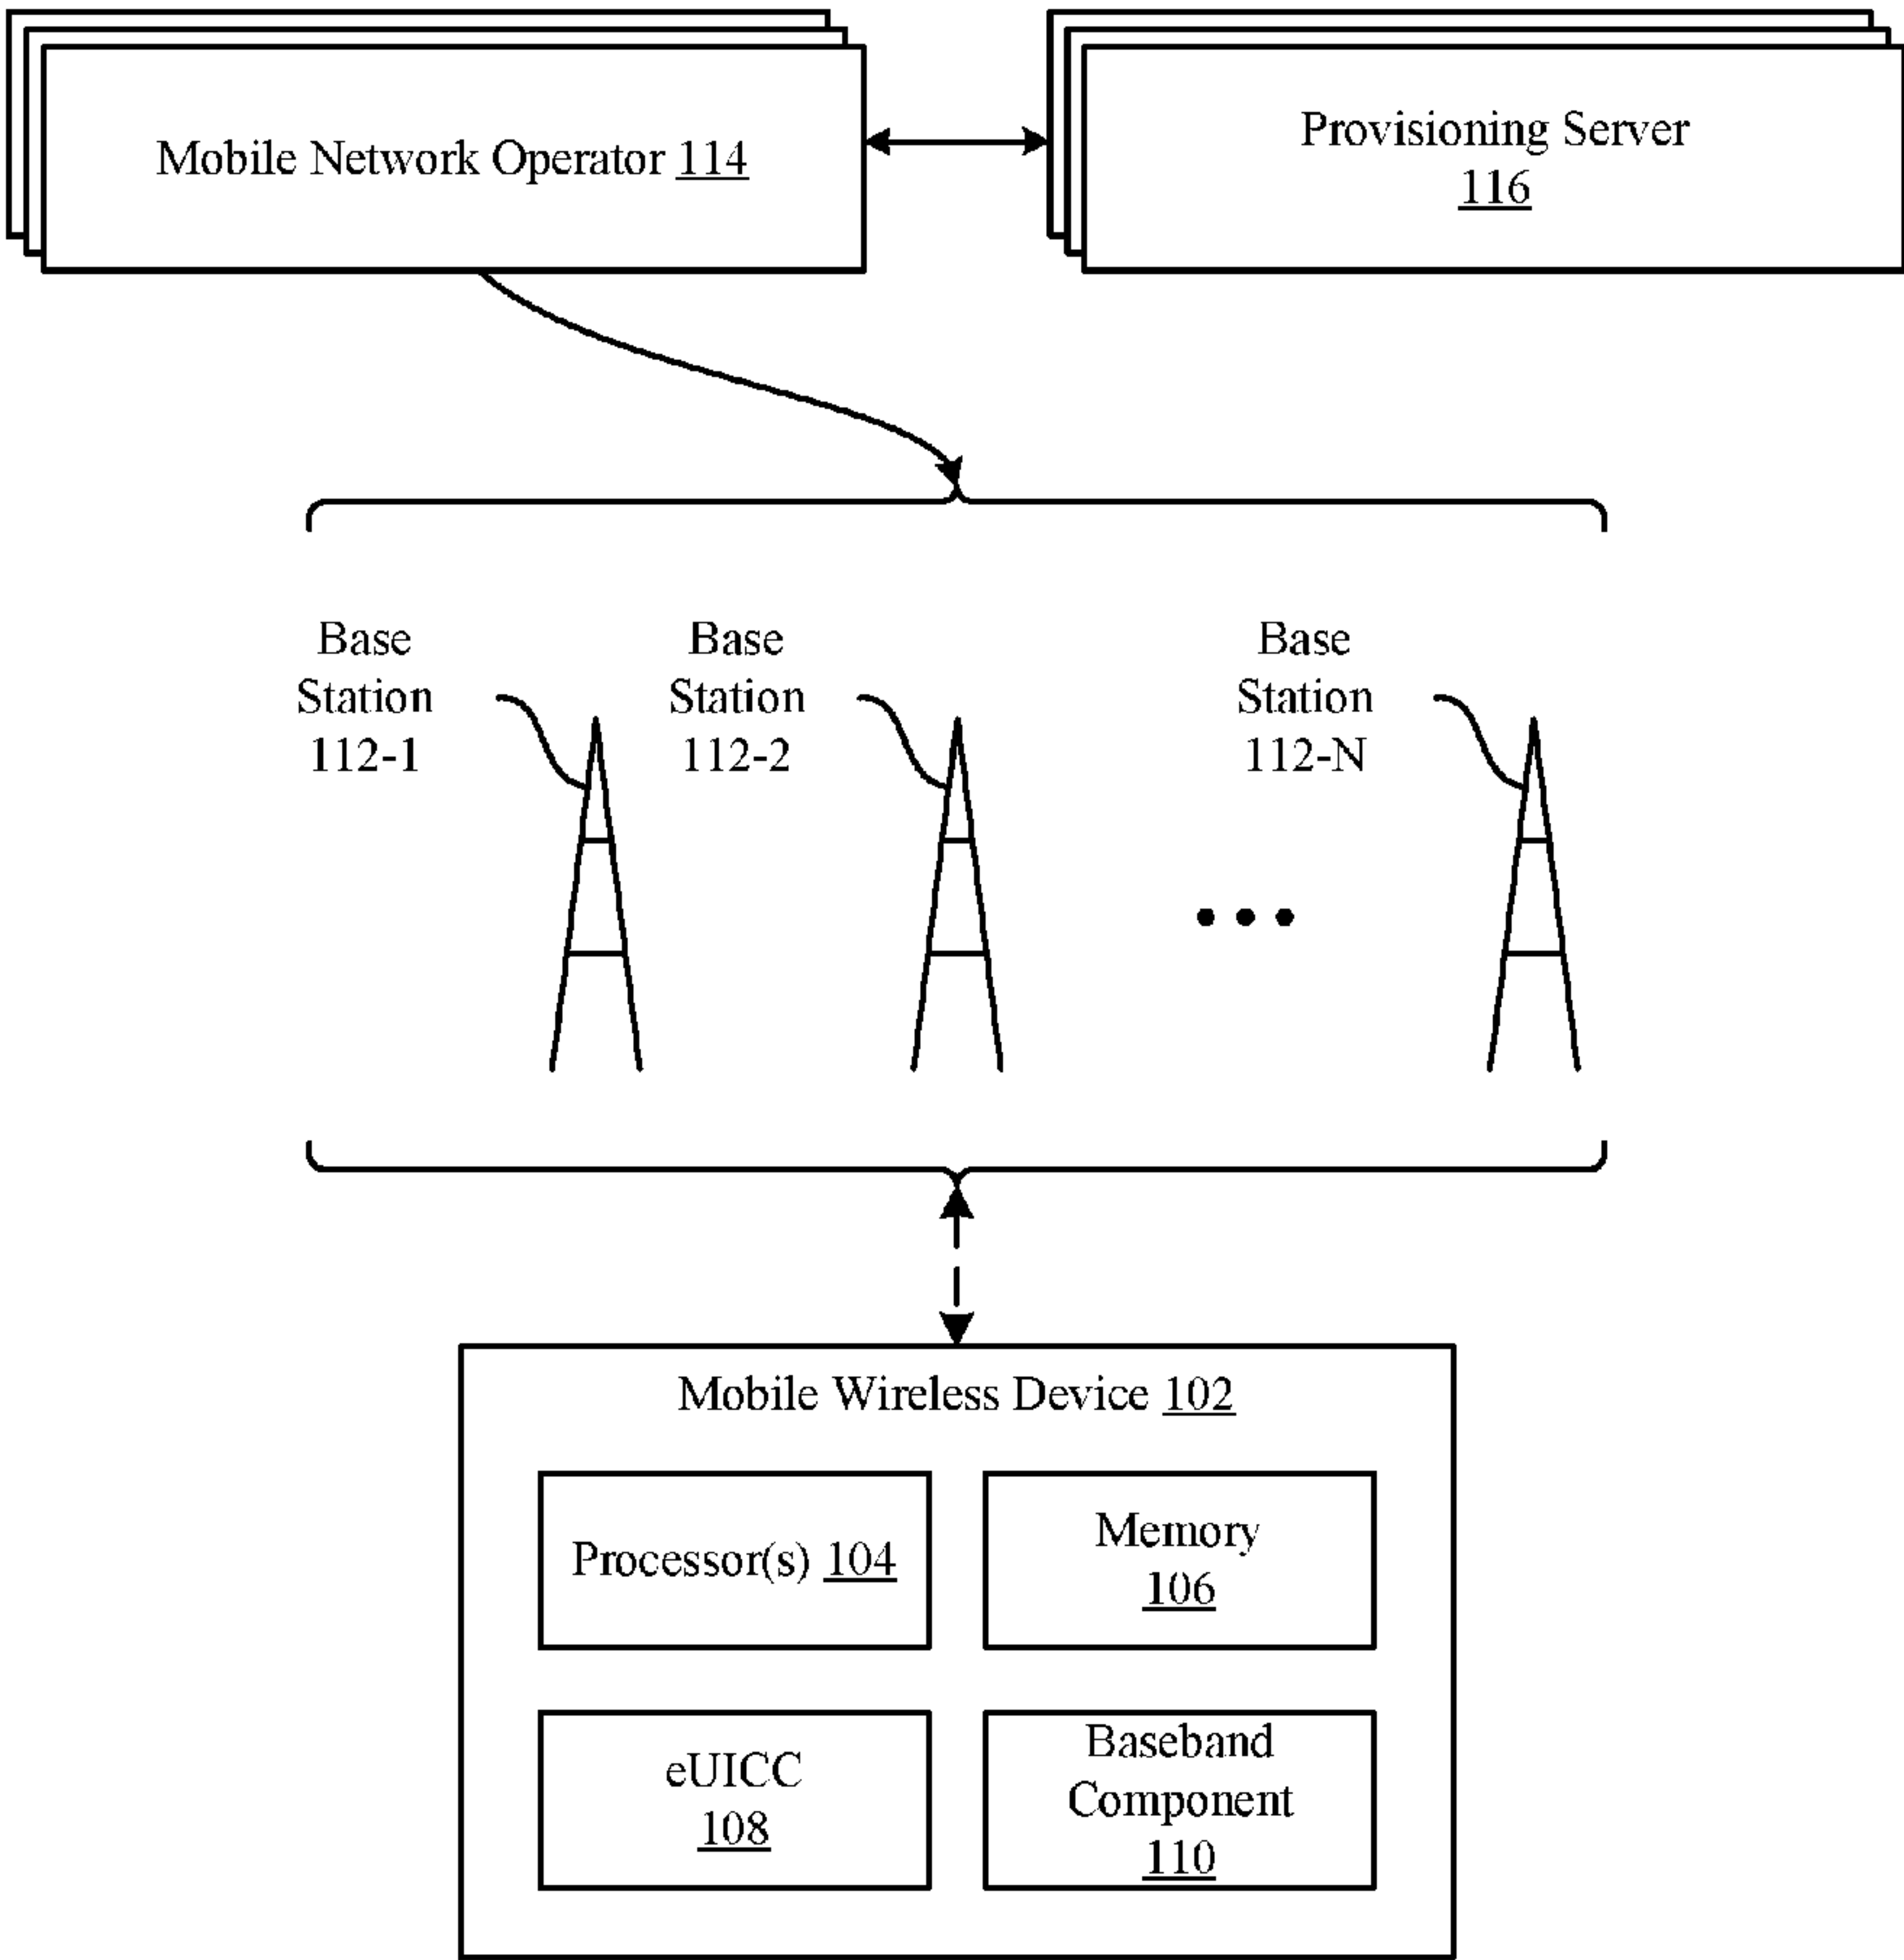 Mobile Network Operator 114
Provisioning Server
116
Base
Station
112-1
Base
Station
112-2
Base
Station
112-N
Mobile Wireless Device 102
Processor(s) 104
Memory
106
eUICC
108
Baseband
Component
110